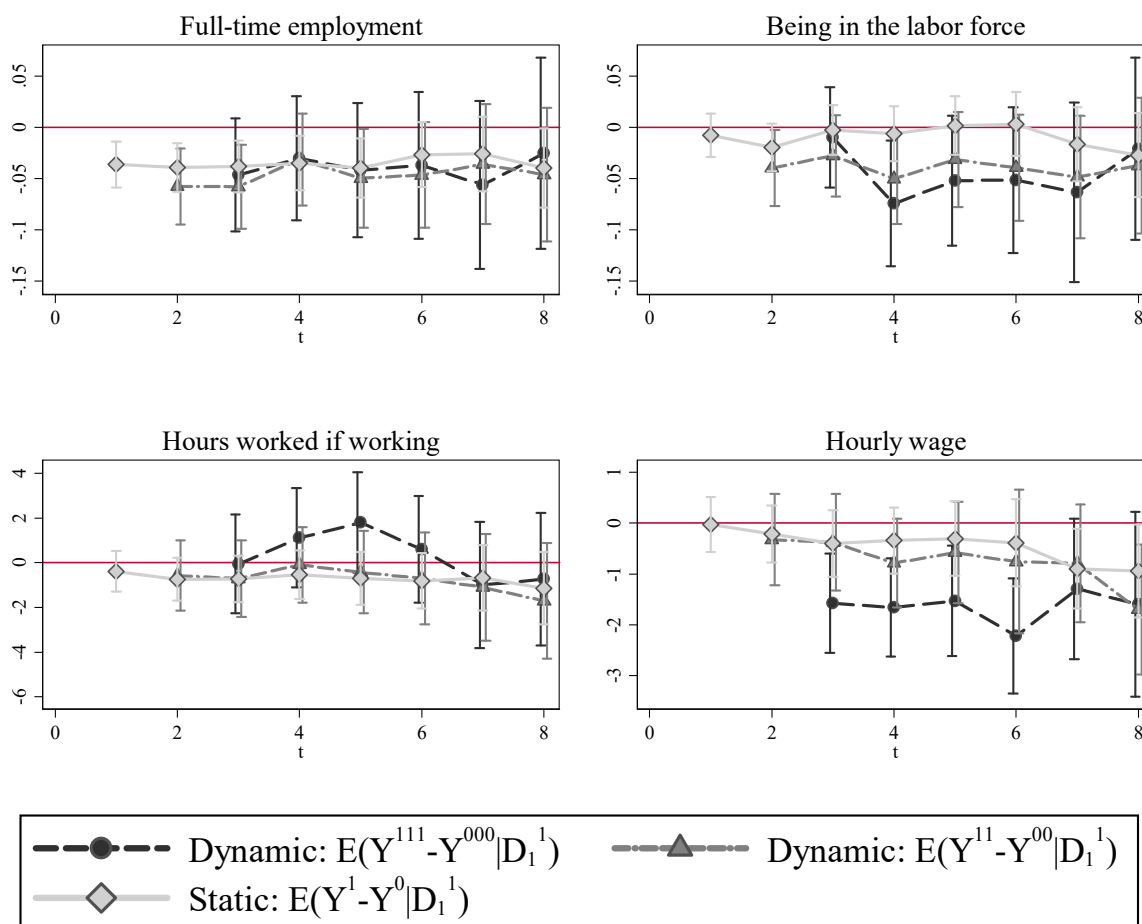 Full-time employment
Being in the labor force
.05
0
-.05
-.1
-.15
0 2 4 6 8
t
.05
0
-.05
-.1
-.15
0 2 4 6 8
t
Hours worked if working
Hourly wage
4
2
0
-2
-4
-6
0 2 4 6 8
t
1
0
-1
-2
-3
0 2 4 6 8
t
Dynamic: E(Y¹¹¹-Y⁰⁰⁰|D₁¹)
Dynamic: E(Y¹¹-Y⁰⁰|D₁¹)
Static: E(Y¹-Y⁰|D₁¹)